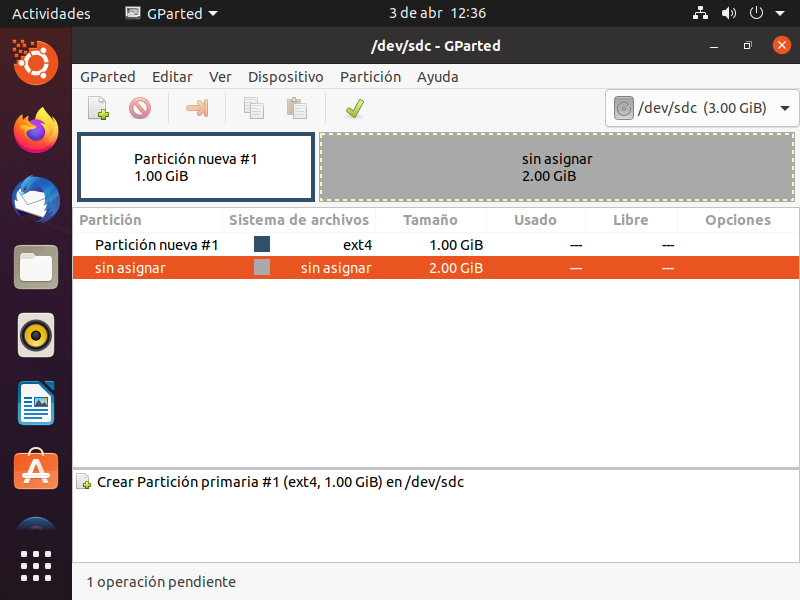 Actividades GParted 3 de abr 12:36
/dev/sdc - GParted
GParted Editar Ver Dispositivo Partición Ayuda
/dev/sdc (3.00 GiB)
Partición nueva #1 sin asignar
1.00 GiB 2.00 GiB
Partición Sistema de archivos Tamaño Usado Libre Opciones
Partición nueva #1 ext4 1.00 GiB --- ---
sin asignar sin asignar 2.00 GiB --- ---
Crear Partición primaria #1 (ext4, 1.00 GiB) en /dev/sdc
1 operación pendiente